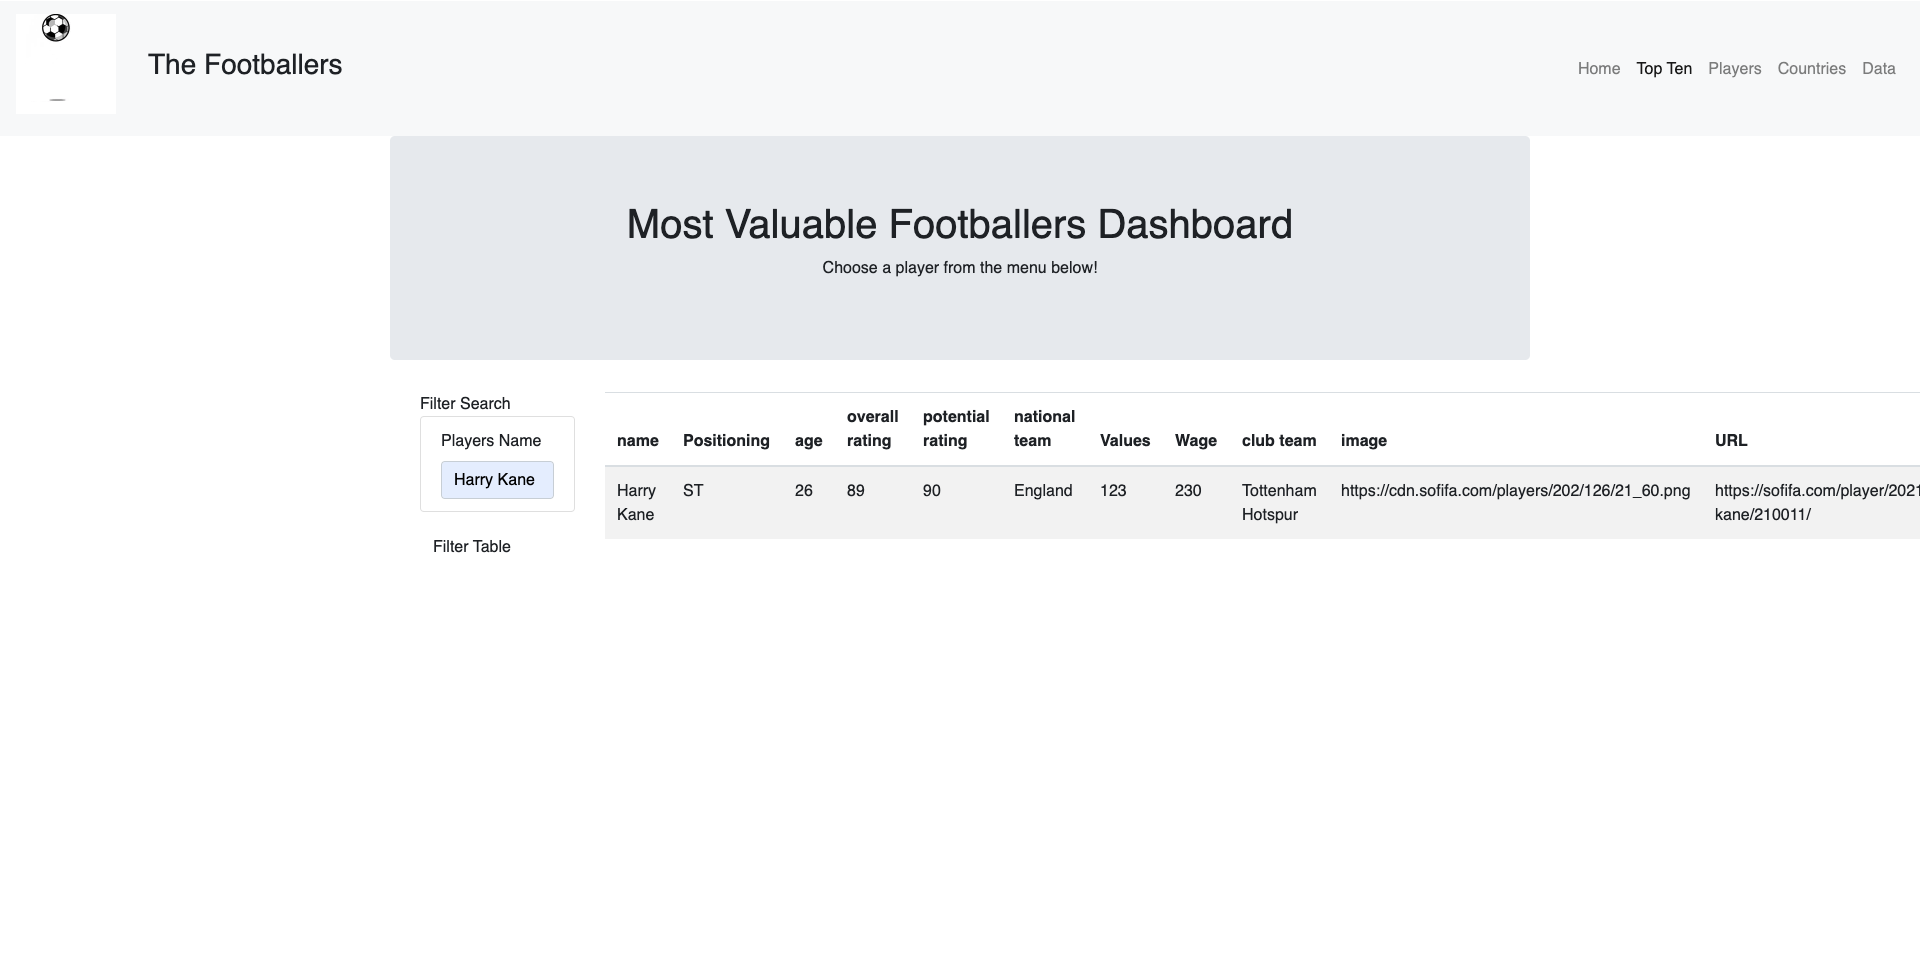 The Footballers
Home Top Ten Players Countries Data
Most Valuable Footballers Dashboard
Choose a player from the menu below!
Filter Search
Players Name
Harry Kane
Filter Table
name Positioning age overall rating potential rating national team Values Wage club team image URL
Harry Kane ST 26 89 90 England 123 230 Tottenham Hotspur https://cdn.sofifa.com/players/202/126/21_60.png https://sofifa.com/player/2021
kane/210011/